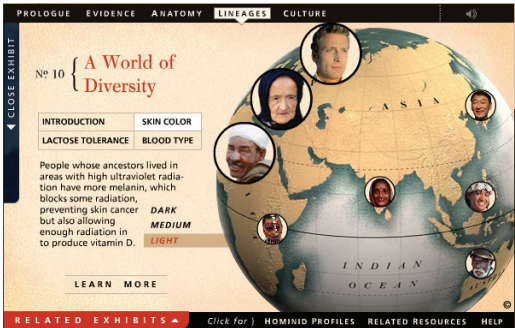 PROLOGUE EVIDENCE ANATOMY LINEAGES CULTURE
CLOSE EXHIBIT
Nº 10 { A World of
Diversity
INTRODUCTION SKIN COLOR
LACTOSE TOLERANCE BLOOD TYPE
People whose ancestors lived in
areas with high ultraviolet radia-
tion have more melanin, which
blocks some radiation,
preventing skin cancer
but also allowing
enough radiation in
to produce vitamin D.
DARK
MEDIUM
LIGHT
LEARN MORE
ASIA
INDIAN
OCEAN
©
RELATED EXHIBITS Click for } HOMINID PROFILES RELATED RESOURCES HELP